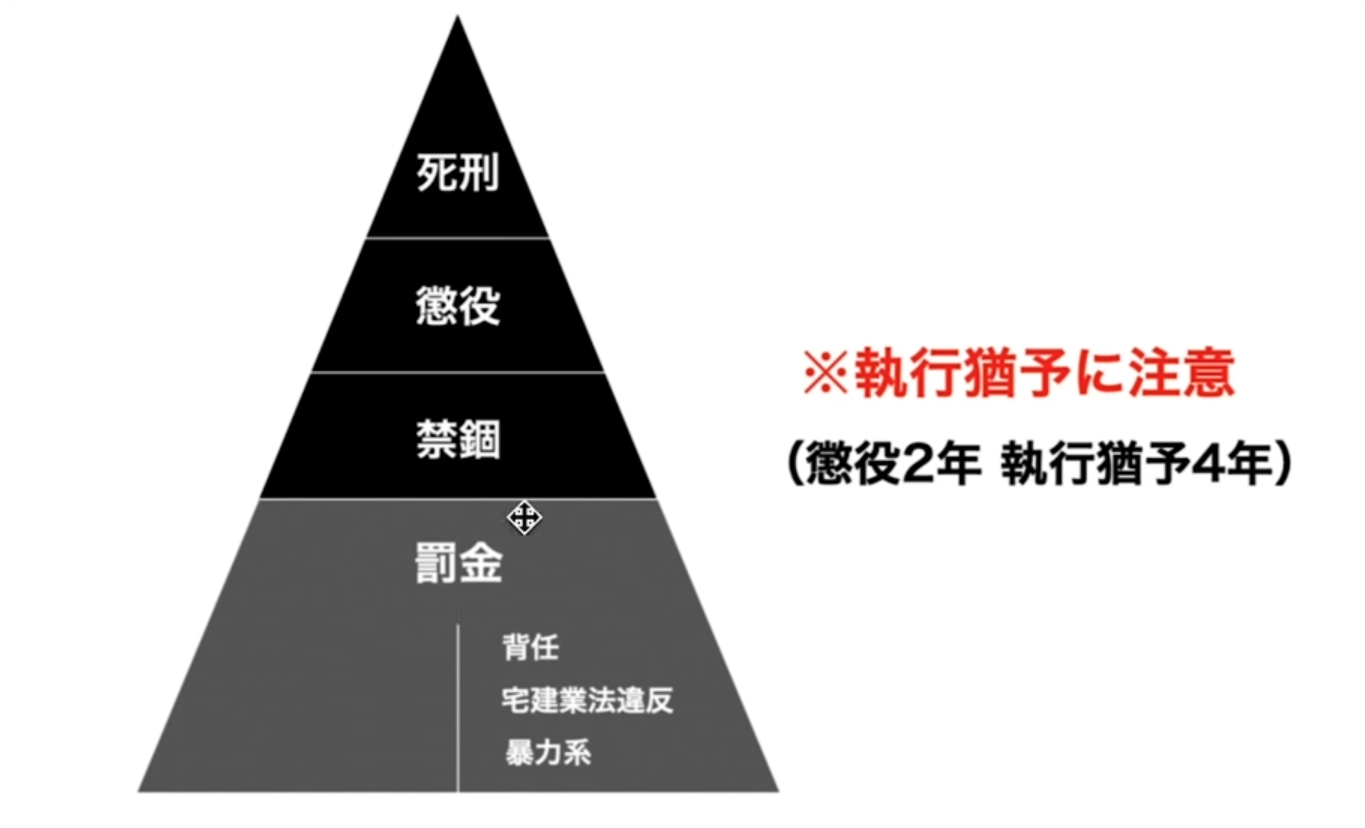 死刑
懲役
禁錮
罰金
背任
宅建業法違反
暴力系
※執行猶予に注意
（懲役2年 執行猶予4年）